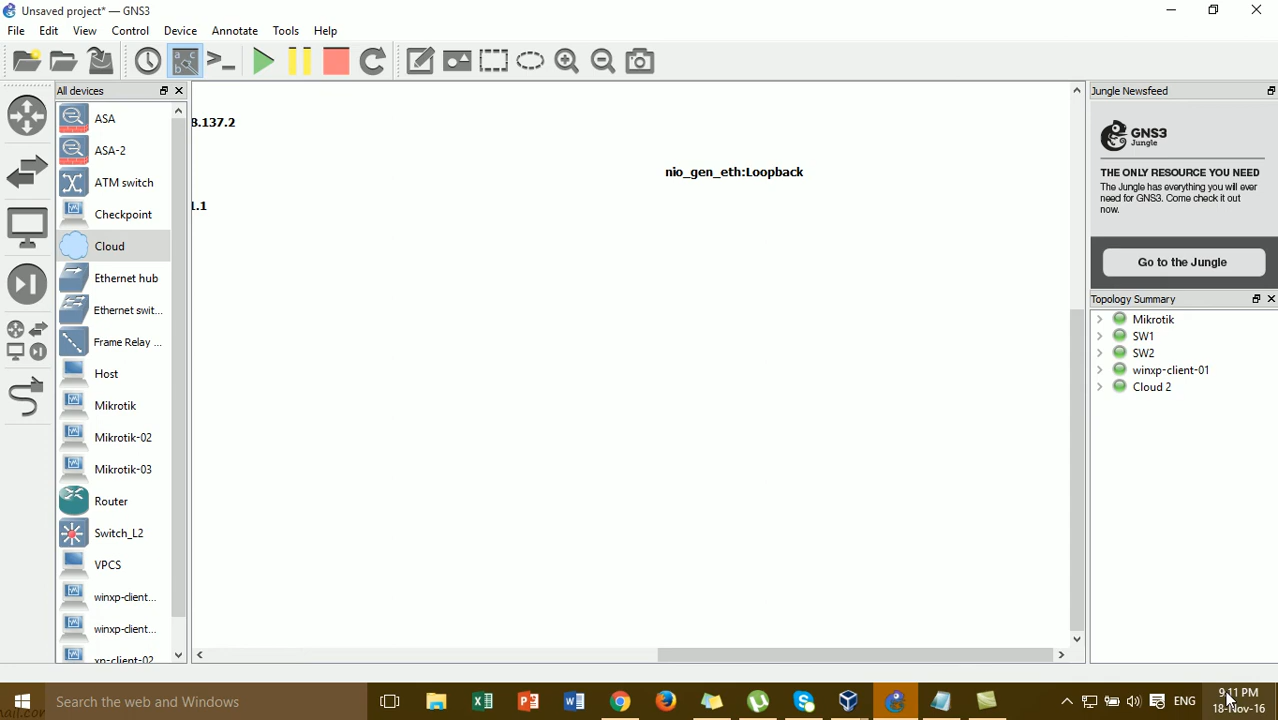 Unsaved project* — GNS3
File Edit View Control Device Annotate Tools Help
All devices
ASA
ASA-2
ATM switch
Checkpoint
Cloud
Ethernet hub
Ethernet swit...
Frame Relay ...
Host
Mikrotik
Mikrotik-02
Mikrotik-03
Router
Switch_L2
VPCS
winxp-client...
winxp-client...
xp-client-02
8.137.2
1.1
nio_gen_eth:Loopback
Jungle Newsfeed
GNS3
Jungle
THE ONLY RESOURCE YOU NEED
The Jungle has everything you will ever
need for GNS3. Come check it out
now.
Go to the Jungle
Topology Summary
Mikrotik
SW1
SW2
winxp-client-01
Cloud 2
Search the web and Windows
ENG
9:11 PM
18-Nov-16